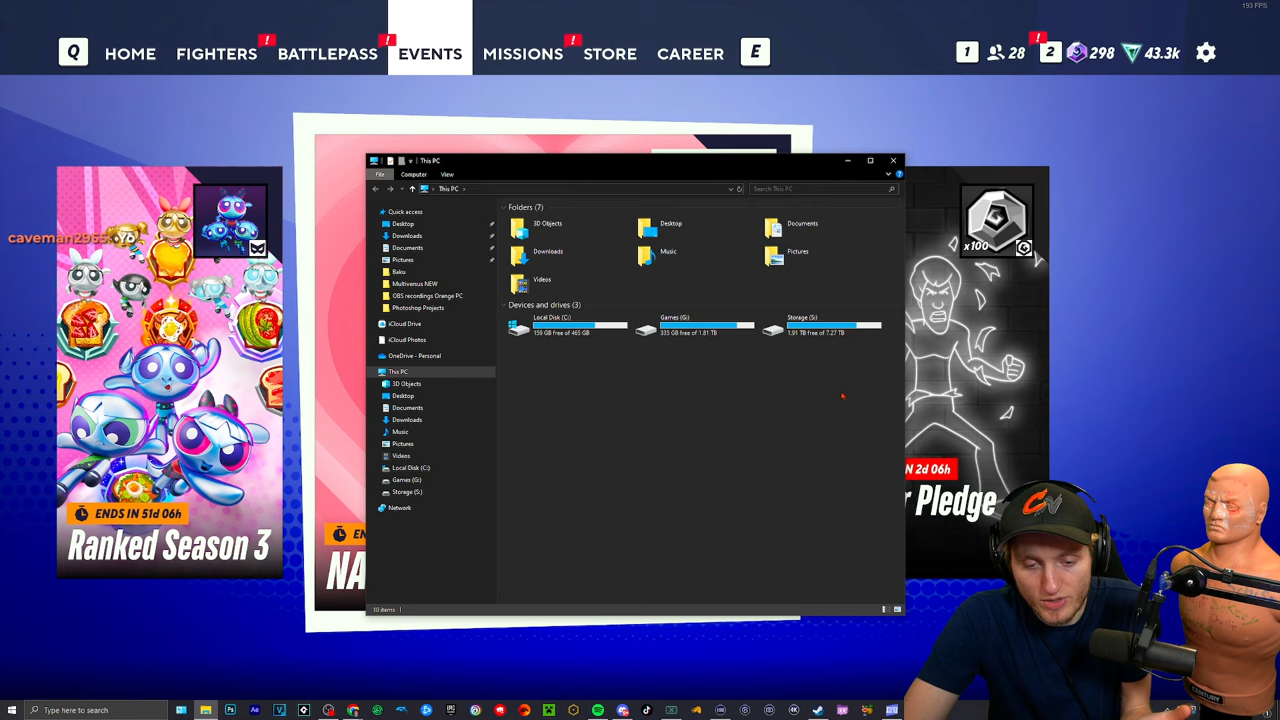 193 FPS
Q HOME FIGHTERS ! BATTLEPASS ! EVENTS MISSIONS ! STORE CAREER E
1 28 ! 2 298 43.3k
caveman2955: Yo
ENDS IN 51d 06h
Ranked Season 3
EN
NA
x100
IN 2d 06h
r Pledge
This PC
File Computer View
This PC
Search This PC
Quick access
Desktop
Downloads
Documents
Pictures
Baku
Multiversus NEW
OBS recordings Orange PC
Photoshop Projects
iCloud Drive
iCloud Photos
OneDrive - Personal
This PC
3D Objects
Desktop
Documents
Downloads
Music
Pictures
Videos
Local Disk (C:)
Games (G:)
Storage (S:)
Network
Folders (7)
3D Objects Desktop Documents
Downloads Music Pictures
Videos
Devices and drives (3)
Local Disk (C:) Games (G:) Storage (S:)
159 GB free of 465 GB 335 GB free of 1.81 TB 1.91 TB free of 7.27 TB
10 items
CENTURY
Type here to search